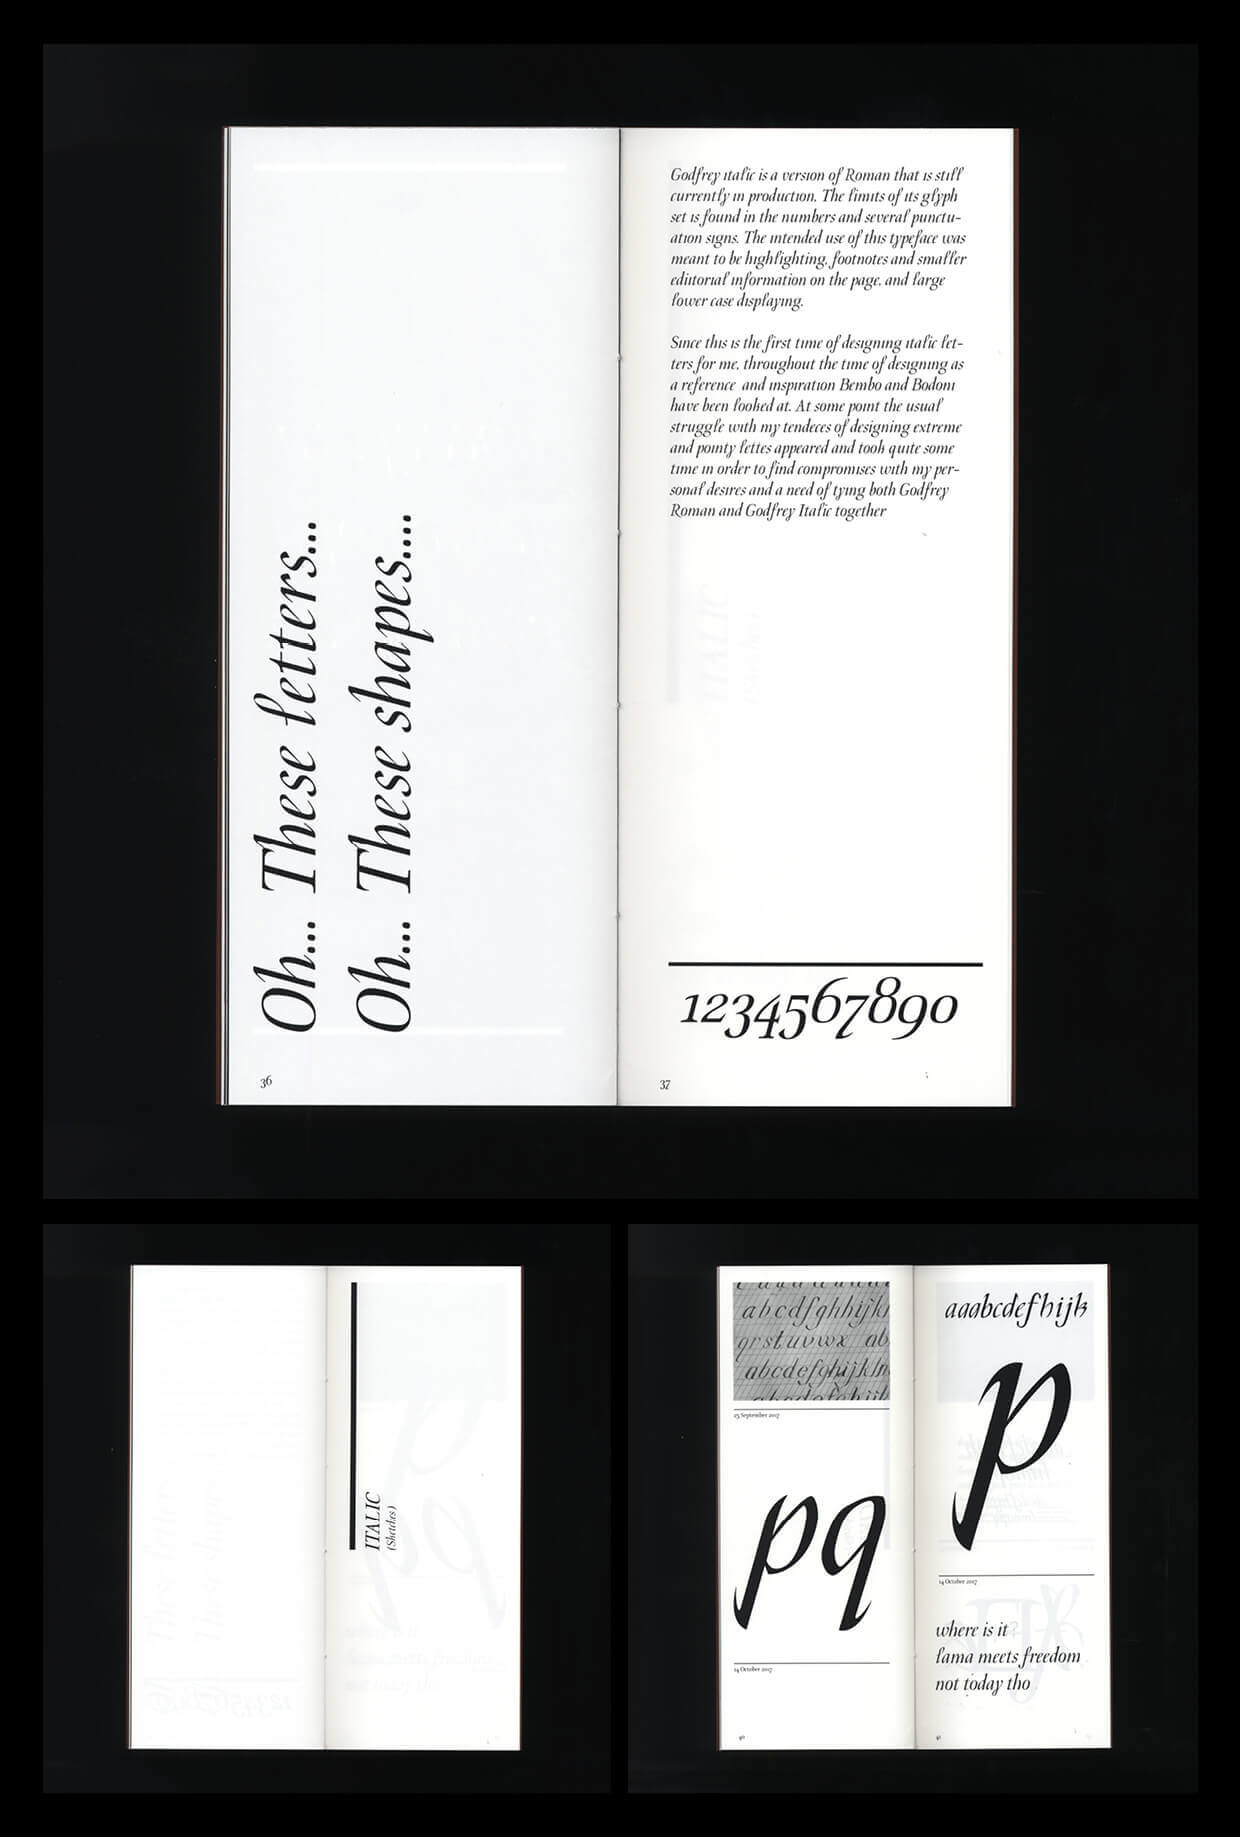 Oh... These letters...
Oh... These shapes....
36
Godfrey italic is a version of Roman that is still
currently in production. The limits of its glyph
set is found in the numbers and several punctu-
ation signs. The intended use of this typeface was
meant to be highlighting, footnotes and smaller
ediitorial information on the page, and large
lower case displaying.
Since this is the first time of designing italic let-
ters for me, throughout the time of designing as
a reference and inspiration Bembo and Bodoni
have been looked at. At some point the usual
struggle with my tendeces of designing extreme
and pointy lettes appeared and took quite some
time in order to find compromises with my per-
sonal desires and a need of tying both Godfrey
Roman and Godfrey Italic together
1234567890
37
ITALIC
(Sketches)
abcdfghhijk
qrstuvwx ab
abcdefghijklm
25 September 2017
pq
14 October 2017
40
aaabcdefhijk
p
14 October 2017
where is it?
lama meets freedom
not today tho
41